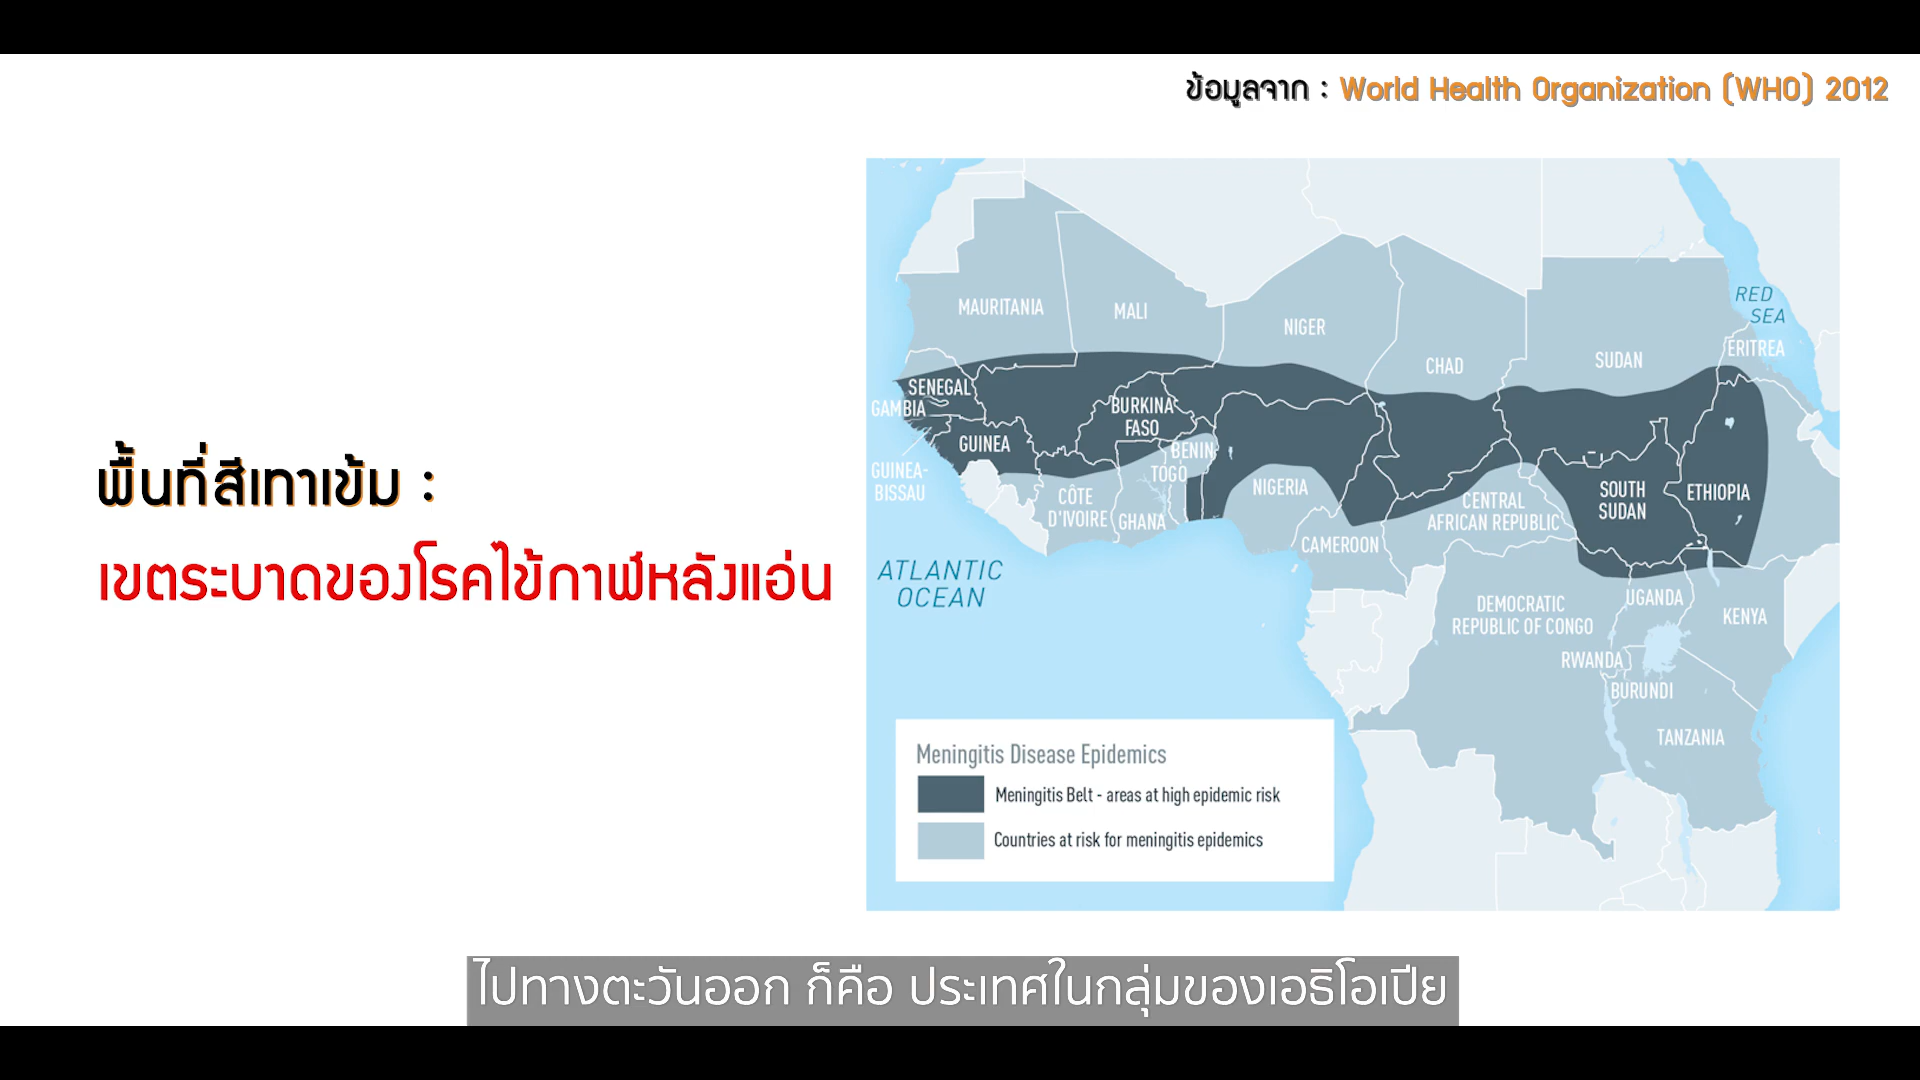 ข้อมูลจาก : World Health Organization (WHO) 2012
พื้นที่สีเทาเข้ม :
เขตระบาดของโรคไข้กาฬหลังแอ่น
MAURITANIA
MALI
NIGER
CHAD
SUDAN
RED
SEA
ERITREA
SENEGAL
GAMBIA
GUINEA-
BISSAU
GUINEA
BURKINA
FASO
BENIN
TOGO
CÔTE
D'IVOIRE
GHANA
NIGERIA
CAMEROON
CENTRAL
AFRICAN REPUBLIC
SOUTH
SUDAN
ETHIOPIA
ATLANTIC
OCEAN
DEMOCRATIC
REPUBLIC OF CONGO
UGANDA
KENYA
RWANDA
BURUNDI
TANZANIA
Meningitis Disease Epidemics
Meningitis Belt - areas at high epidemic risk
Countries at risk for meningitis epidemics
ไปทางตะวันออก ก็คือ ประเทศในกลุ่มของเอธิโอเปีย